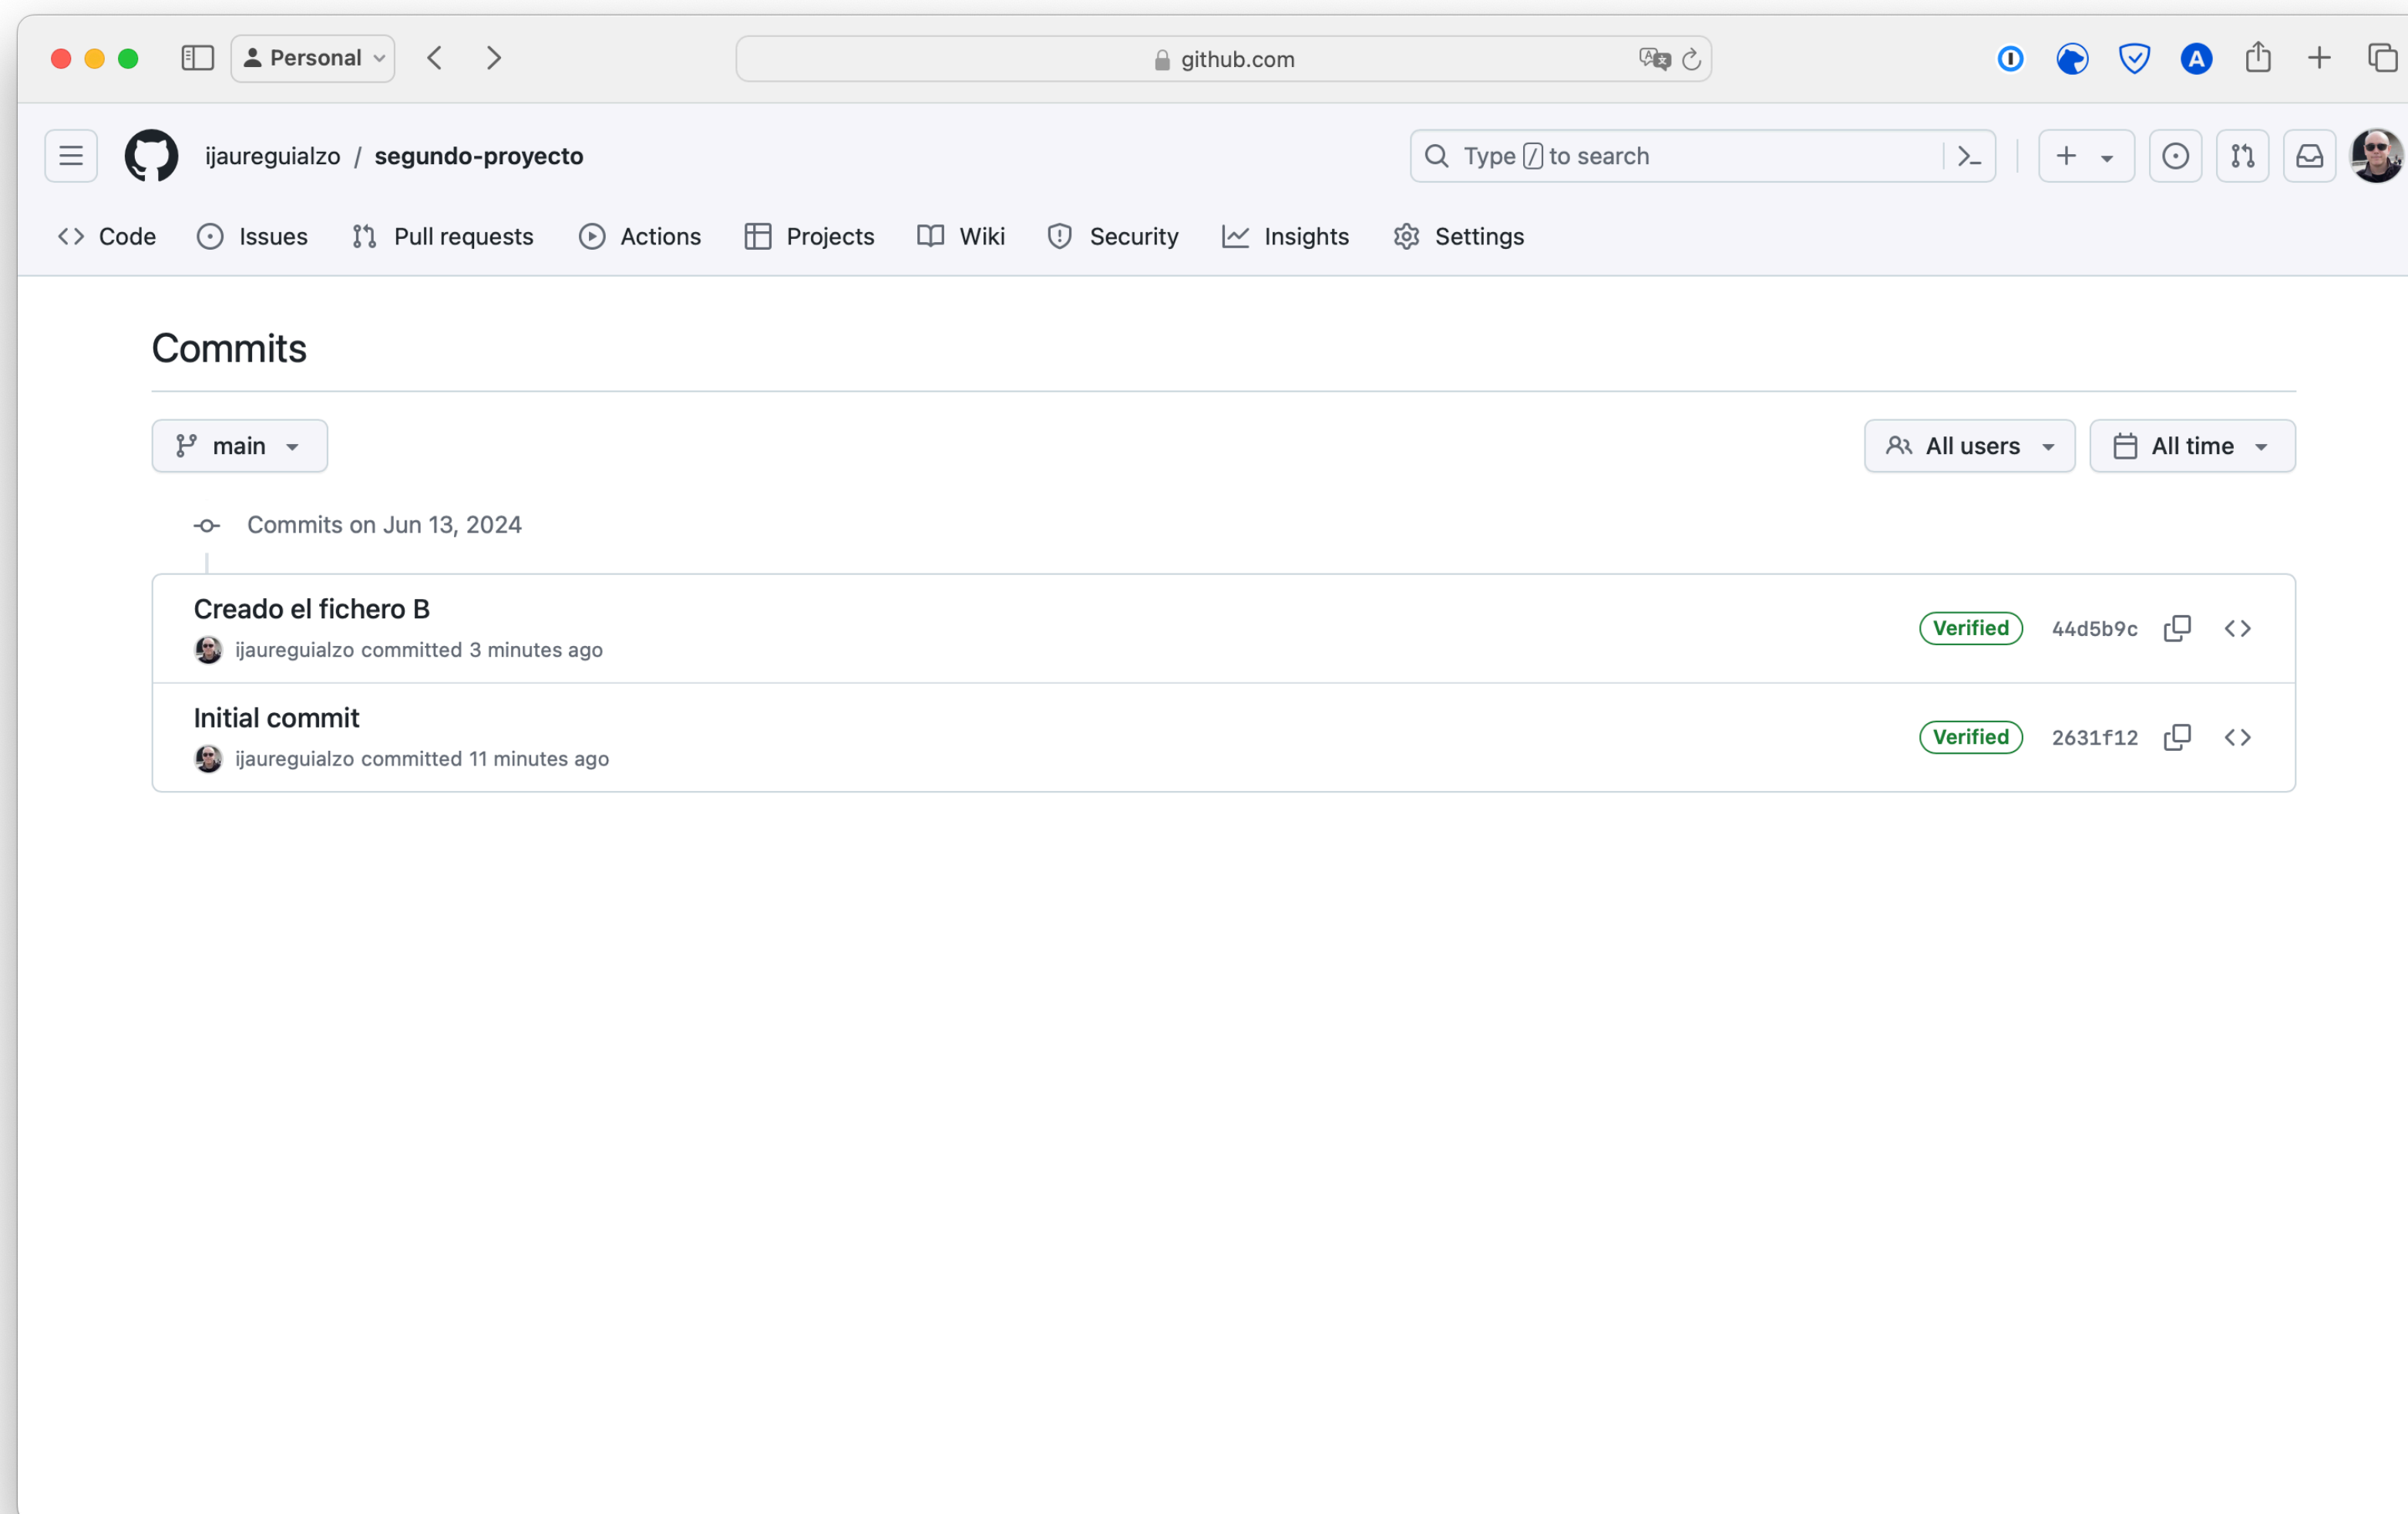 Personal
github.com
ijaureguialzo / segundo-proyecto
Type / to search
Code
Issues
Pull requests
Actions
Projects
Wiki
Security
Insights
Settings
Commits
main
All users
All time
Commits on Jun 13, 2024
Creado el fichero B
ijaureguialzo committed 3 minutes ago
Verified
44d5b9c
Initial commit
ijaureguialzo committed 11 minutes ago
Verified
2631f12